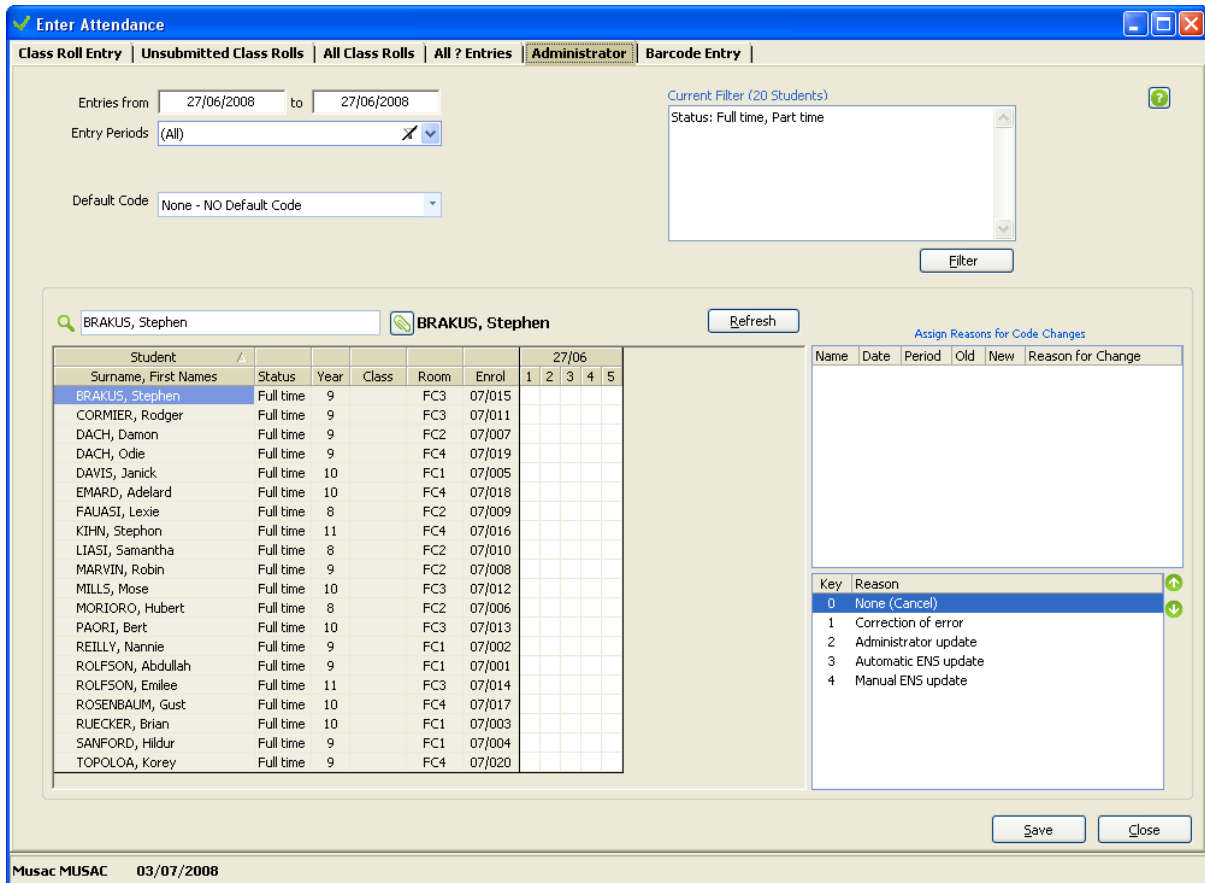 Enter Attendance
Class Roll Entry Unsubmitted Class Rolls All Class Rolls All ? Entries Administrator Barcode Entry
Entries from 27/06/2008 to 27/06/2008
Entry Periods (All)
Default Code None - NO Default Code
Current Filter (20 Students)
Status: Full time, Part time
Filter
BRAKUS, Stephen BRAKUS, Stephen Refresh
Student 27/06
Surname, First Names Status Year Class Room Enrol 1 2 3 4 5
BRAKUS, Stephen Full time 9 FC3 07/015
CORMIER, Rodger Full time 9 FC3 07/011
DACH, Damon Full time 9 FC2 07/007
DACH, Odie Full time 9 FC4 07/019
DAVIS, Janick Full time 10 FC1 07/005
EMARD, Adelard Full time 10 FC4 07/018
FAUASI, Lexie Full time 8 FC2 07/009
KIHN, Stephon Full time 11 FC4 07/016
LIASI, Samantha Full time 8 FC2 07/010
MARVIN, Robin Full time 9 FC2 07/008
MILLS, Mose Full time 10 FC3 07/012
MORIORO, Hubert Full time 8 FC2 07/006
PAORI, Bert Full time 10 FC3 07/013
REILLY, Nannie Full time 9 FC1 07/002
ROLFSON, Abdullah Full time 9 FC1 07/001
ROLFSON, Emilee Full time 11 FC3 07/014
ROSENBAUM, Gust Full time 10 FC4 07/017
RUECKER, Brian Full time 10 FC1 07/003
SANFORD, Hildur Full time 9 FC1 07/004
TOPOLOA, Korey Full time 9 FC4 07/020
Assign Reasons for Code Changes
Name Date Period Old New Reason for Change
Key Reason
0 None (Cancel)
1 Correction of error
2 Administrator update
3 Automatic ENS update
4 Manual ENS update
Save Close
Musac MUSAC 03/07/2008